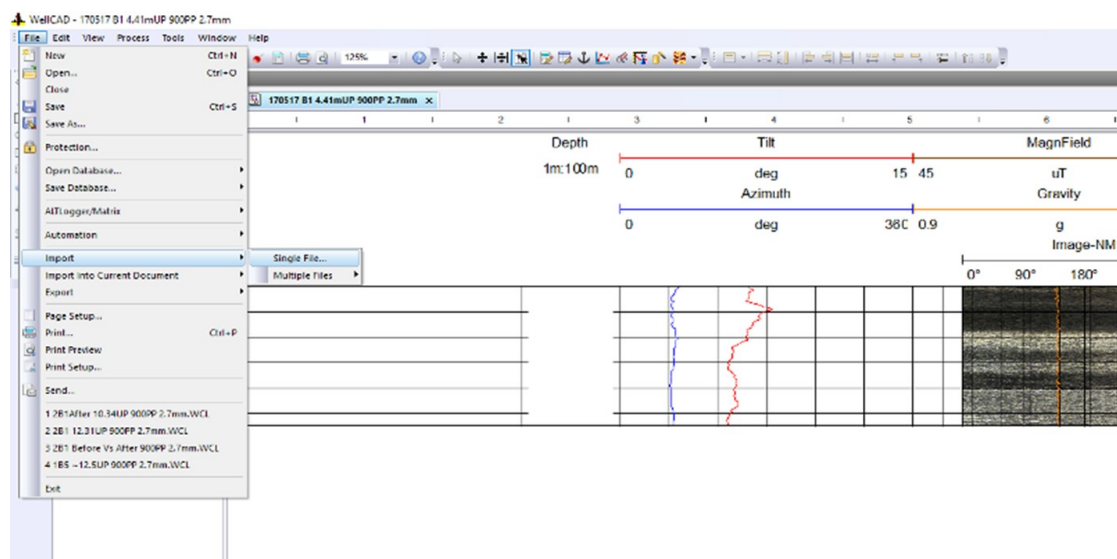 WellCAD - 170517 B1 4.41mUP 900PP 2.7mm
File Edit View Process Tools Window Help
New Ctrl+N
Open... Ctrl+O
Close
Save Ctrl+S
Save As...
Protection...
Open Database...
Save Database...
ALTLogger/Matrix
Automation
Import
Import Into Current Document
Export
Page Setup...
Print... Ctrl+P
Print Preview
Print Setup...
Send...
1 2B1After 10.34UP 900PP 2.7mm.WCL
2 2B1 12.31UP 900PP 2.7mm.WCL
3 2B1 Before Vs After 900PP 2.7mm.WCL
4 1B5 ~12.5UP 900PP 2.7mm.WCL
Exit
Single File...
Multiple Files
125%
170517 B1 4.41mUP 900PP 2.7mm x
1 2 3 4 5 6
Depth Tilt MagnField
1m:100m 0 deg 15 45 uT
Azimuth Gravity
0 deg 360 0.9 g
Image-NM
0° 90° 180°